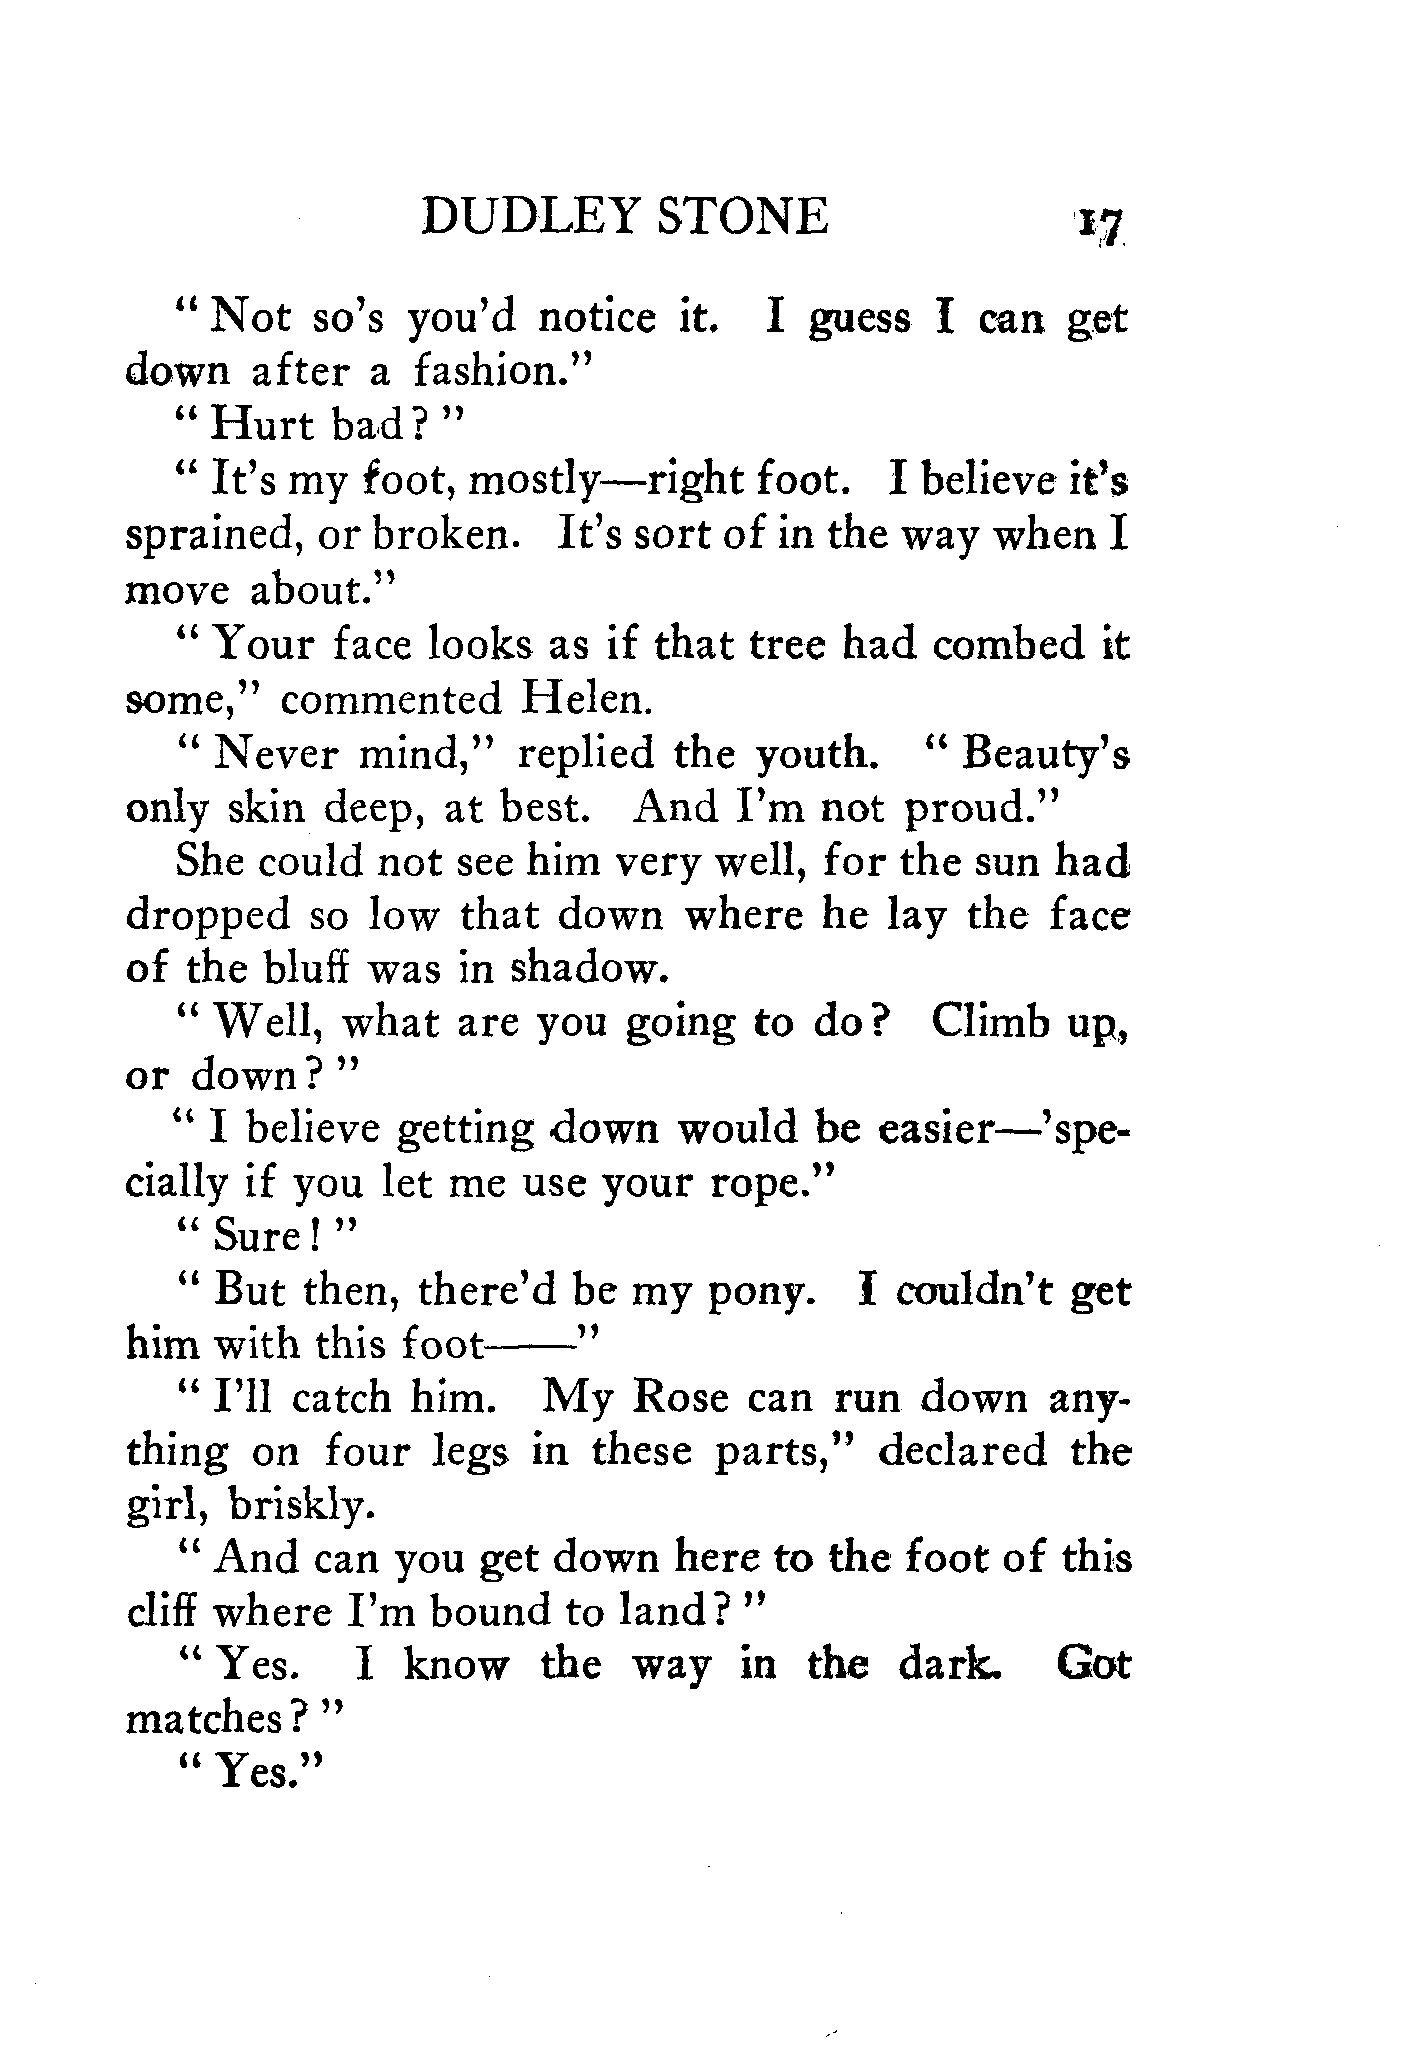 DUDLEY STONE 17
" Not so's you'd notice it. I guess I can get
down after a fashion."
" Hurt bad? "
" It's my foot, mostly—right foot. I believe it's
sprained, or broken. It's sort of in the way when I
move about."
" Your face looks as if that tree had combed it
some," commented Helen.
" Never mind," replied the youth. " Beauty's
only skin deep, at best. And I'm not proud."
She could not see him very well, for the sun had
dropped so low that down where he lay the face
of the bluff was in shadow.
" Well, what are you going to do? Climb up,
or down? "
" I believe getting down would be easier—'spe-
cially if you let me use your rope."
" Sure! "
" But then, there'd be my pony. I couldn't get
him with this foot——"
" I'll catch him. My Rose can run down any-
thing on four legs in these parts," declared the
girl, briskly.
" And can you get down here to the foot of this
cliff where I'm bound to land? "
" Yes. I know the way in the dark. Got
matches? "
" Yes."